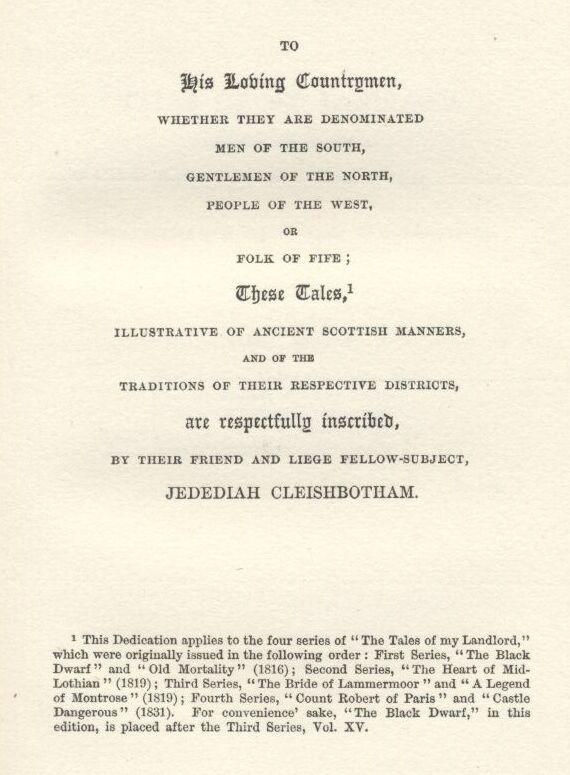 TO
His Loving Countrymen,
WHETHER THEY ARE DENOMINATED
MEN OF THE SOUTH,
GENTLEMEN OF THE NORTH,
PEOPLE OF THE WEST,
OR
FOLK OF FIFE ;
These Tales,¹
ILLUSTRATIVE OF ANCIENT SCOTTISH MANNERS,
AND OF THE
TRADITIONS OF THEIR RESPECTIVE DISTRICTS,
are respectfully inscribed,
BY THEIR FRIEND AND LIEGE FELLOW-SUBJECT,
JEDEDIAH CLEISHBOTHAM.
¹ This Dedication applies to the four series of "The Tales of my Landlord,"
which were originally issued in the following order : First Series, "The Black
Dwarf" and "Old Mortality" (1816) ; Second Series, "The Heart of Mid-
Lothian" (1819) ; Third Series, "The Bride of Lammermoor" and "A Legend
of Montrose" (1819) ; Fourth Series, "Count Robert of Paris" and "Castle
Dangerous" (1831). For convenience' sake, "The Black Dwarf," in this
edition, is placed after the Third Series, Vol. XV.